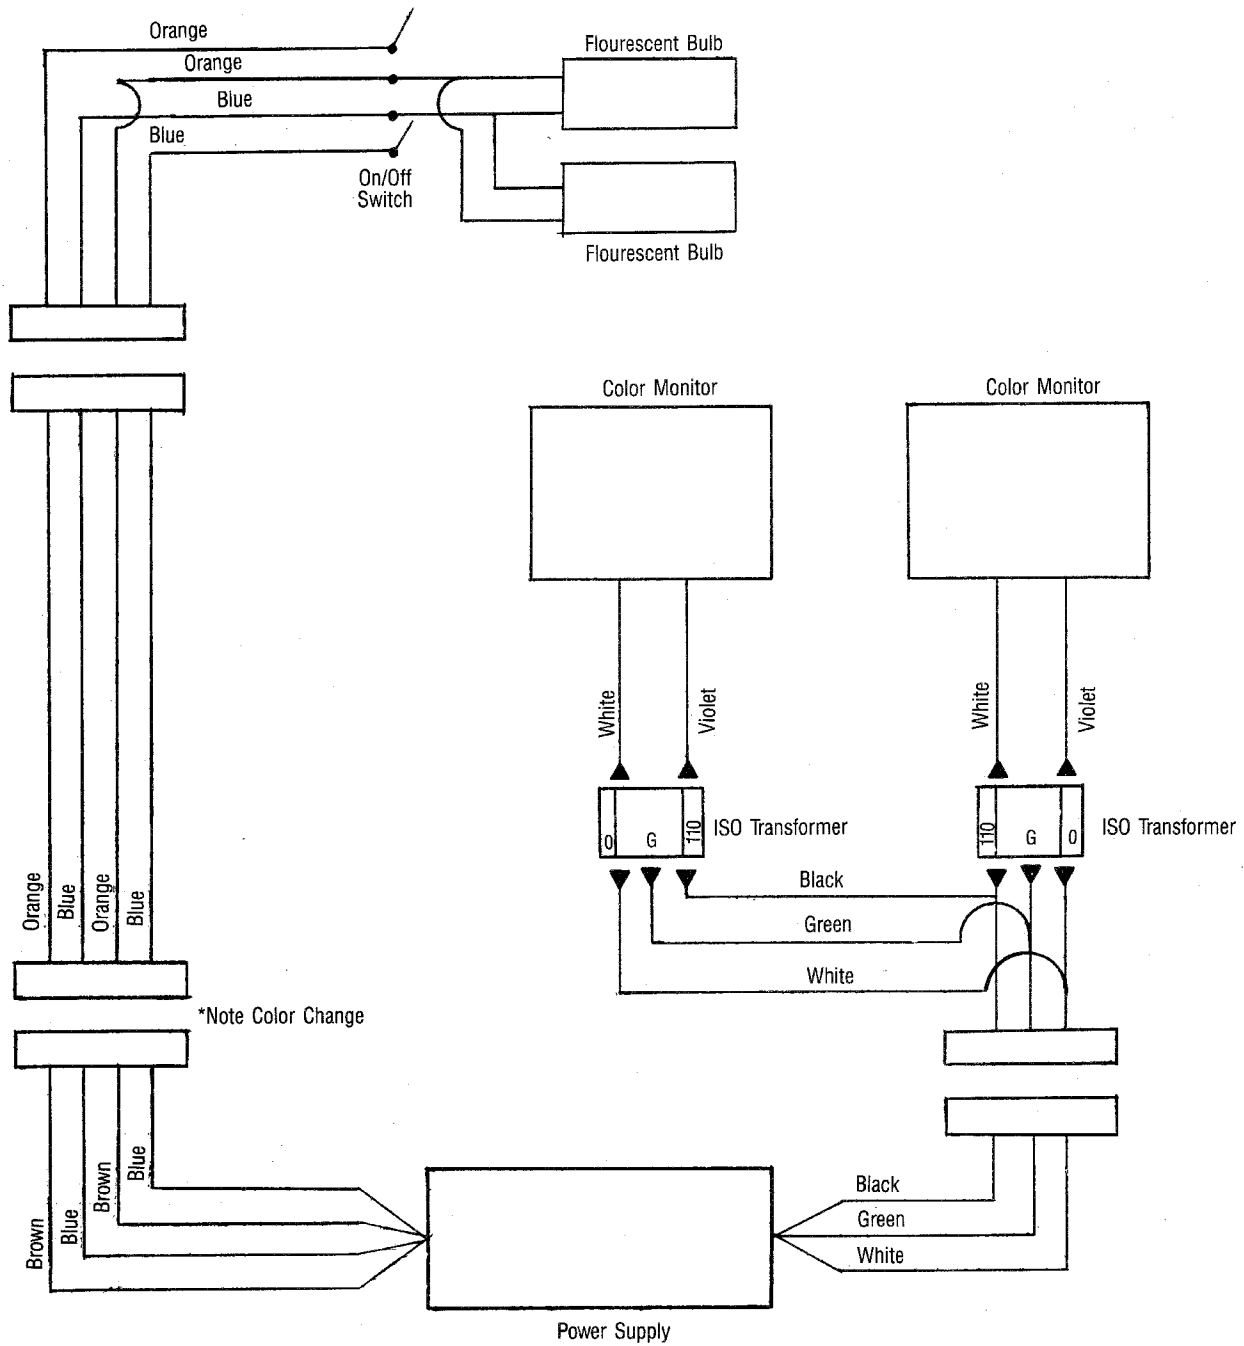 Orange
Orange
Blue
Blue
On/Off
Switch
Flourescent Bulb
Flourescent Bulb
Color Monitor
Color Monitor
White
Violet
White
Violet
0
G
110
ISO Transformer
110
G
0
ISO Transformer
Black
Green
White
Orange
Blue
Orange
Blue
*Note Color Change
Brown
Blue
Brown
Blue
Black
Green
White
Power Supply